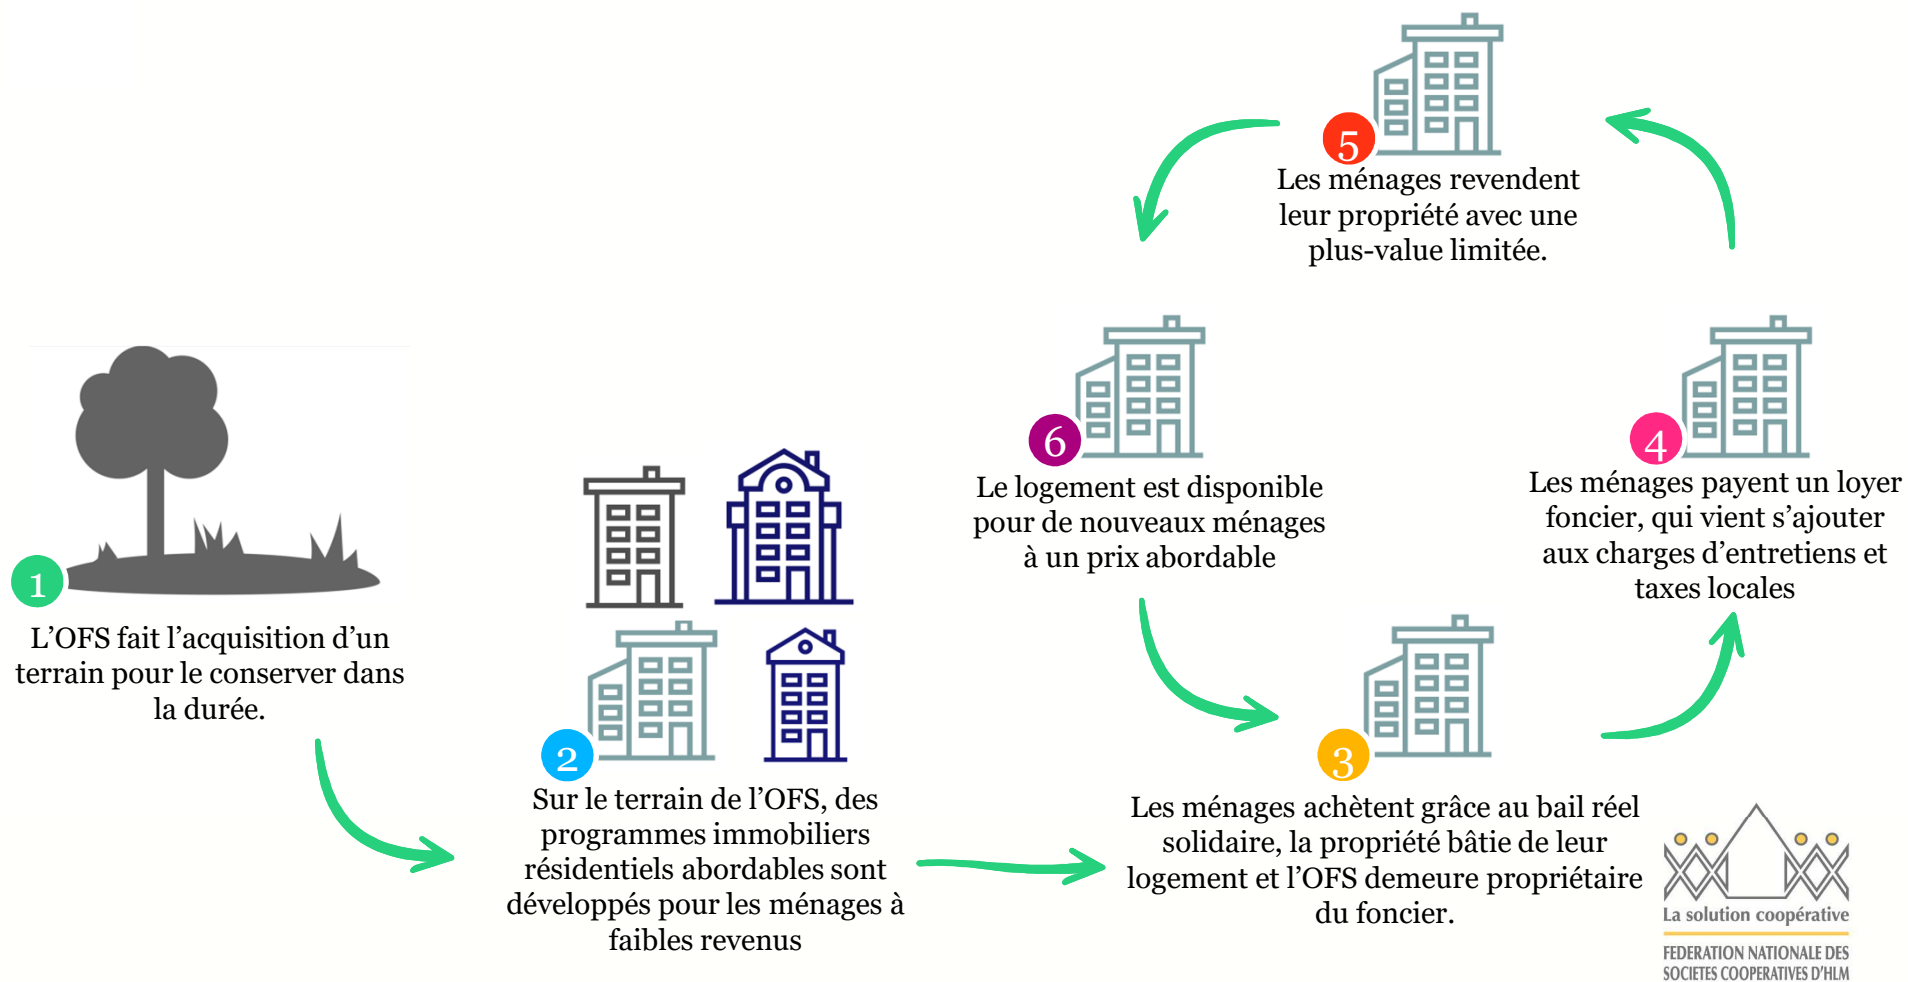 1
L’OFS fait l’acquisition d’un
terrain pour le conserver dans
la durée.
2
Sur le terrain de l’OFS, des
programmes immobiliers
résidentiels abordables sont
développés pour les ménages à
faibles revenus
3
Les ménages achètent grâce au bail réel
solidaire, la propriété bâtie de leur
logement et l’OFS demeure propriétaire
du foncier.
4
Les ménages payent un loyer
foncier, qui vient s’ajouter
aux charges d’entretiens et
taxes locales
5
Les ménages revendent
leur propriété avec une
plus-value limitée.
6
Le logement est disponible
pour de nouveaux ménages
à un prix abordable
La solution coopérative
FEDERATION NATIONALE DES
SOCIETES COOPERATIVES D’HLM